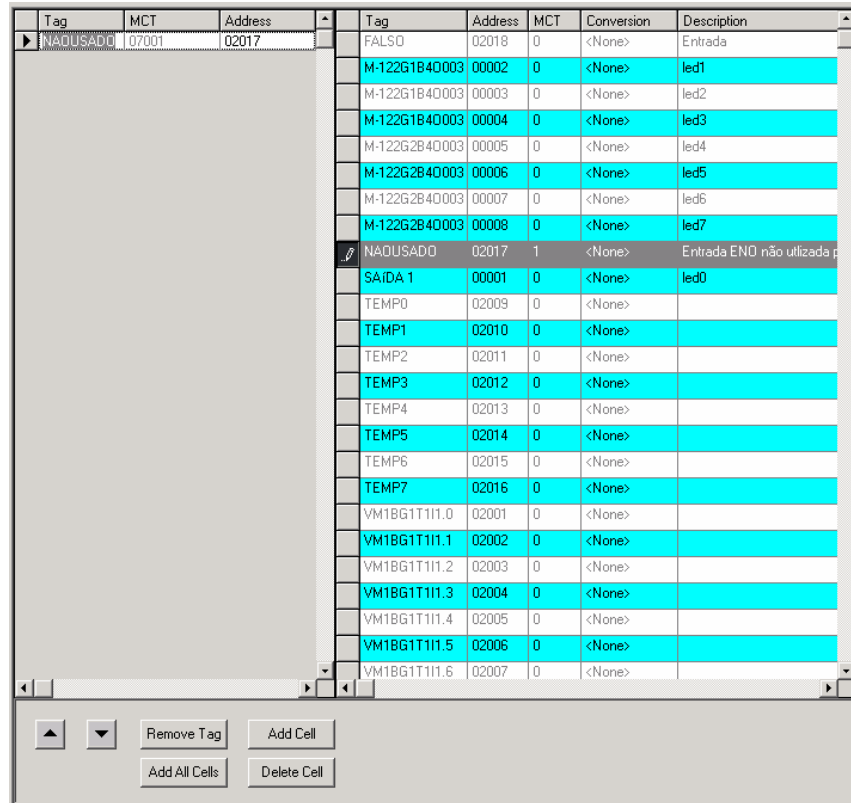 Tag MCT Address
NAOUSADO 07001 02017
Tag Address MCT Conversion Description
FALSO 02018 0 <None> Entrada
M-122G1B4O003 00002 0 <None> led1
M-122G1B4O003 00003 0 <None> led2
M-122G1B4O003 00004 0 <None> led3
M-122G2B4O003 00005 0 <None> led4
M-122G2B4O003 00006 0 <None> led5
M-122G2B4O003 00007 0 <None> led6
M-122G2B4O003 00008 0 <None> led7
NAOUSADO 02017 1 <None> Entrada ENO não utlizada p
SAíDA 1 00001 0 <None> led0
TEMP0 02009 0 <None>
TEMP1 02010 0 <None>
TEMP2 02011 0 <None>
TEMP3 02012 0 <None>
TEMP4 02013 0 <None>
TEMP5 02014 0 <None>
TEMP6 02015 0 <None>
TEMP7 02016 0 <None>
VM1BG1T1I1.0 02001 0 <None>
VM1BG1T1I1.1 02002 0 <None>
VM1BG1T1I1.2 02003 0 <None>
VM1BG1T1I1.3 02004 0 <None>
VM1BG1T1I1.4 02005 0 <None>
VM1BG1T1I1.5 02006 0 <None>
VM1BG1T1I1.6 02007 0 <None>
Remove Tag Add Cell
Add All Cells Delete Cell